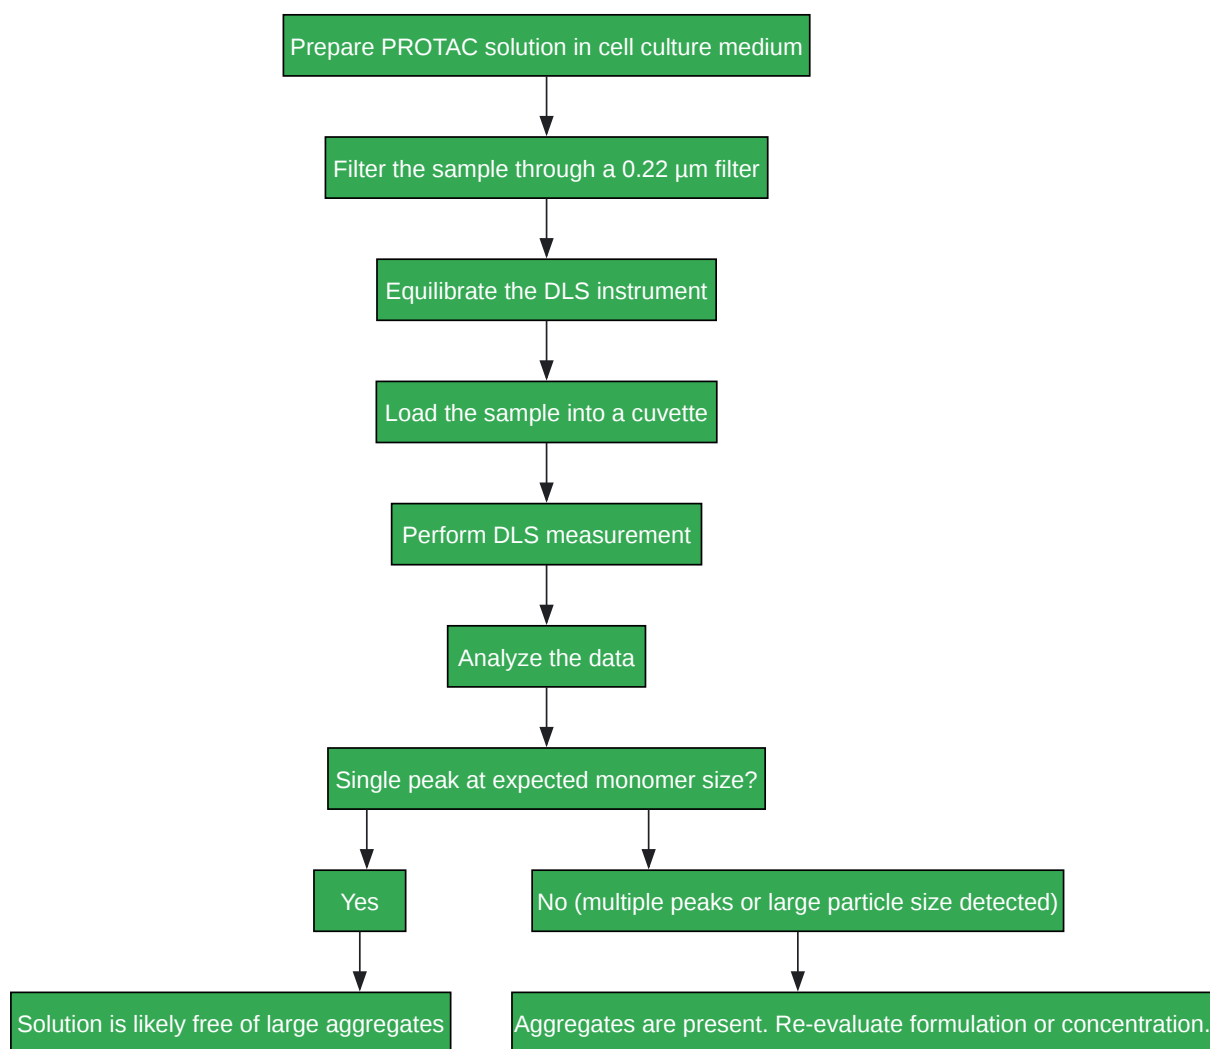 Prepare PROTAC solution in cell culture medium
Filter the sample through a 0.22 µm filter
Equilibrate the DLS instrument
Load the sample into a cuvette
Perform DLS measurement
Analyze the data
Single peak at expected monomer size?
Yes
No (multiple peaks or large particle size detected)
Solution is likely free of large aggregates
Aggregates are present. Re-evaluate formulation or concentration.